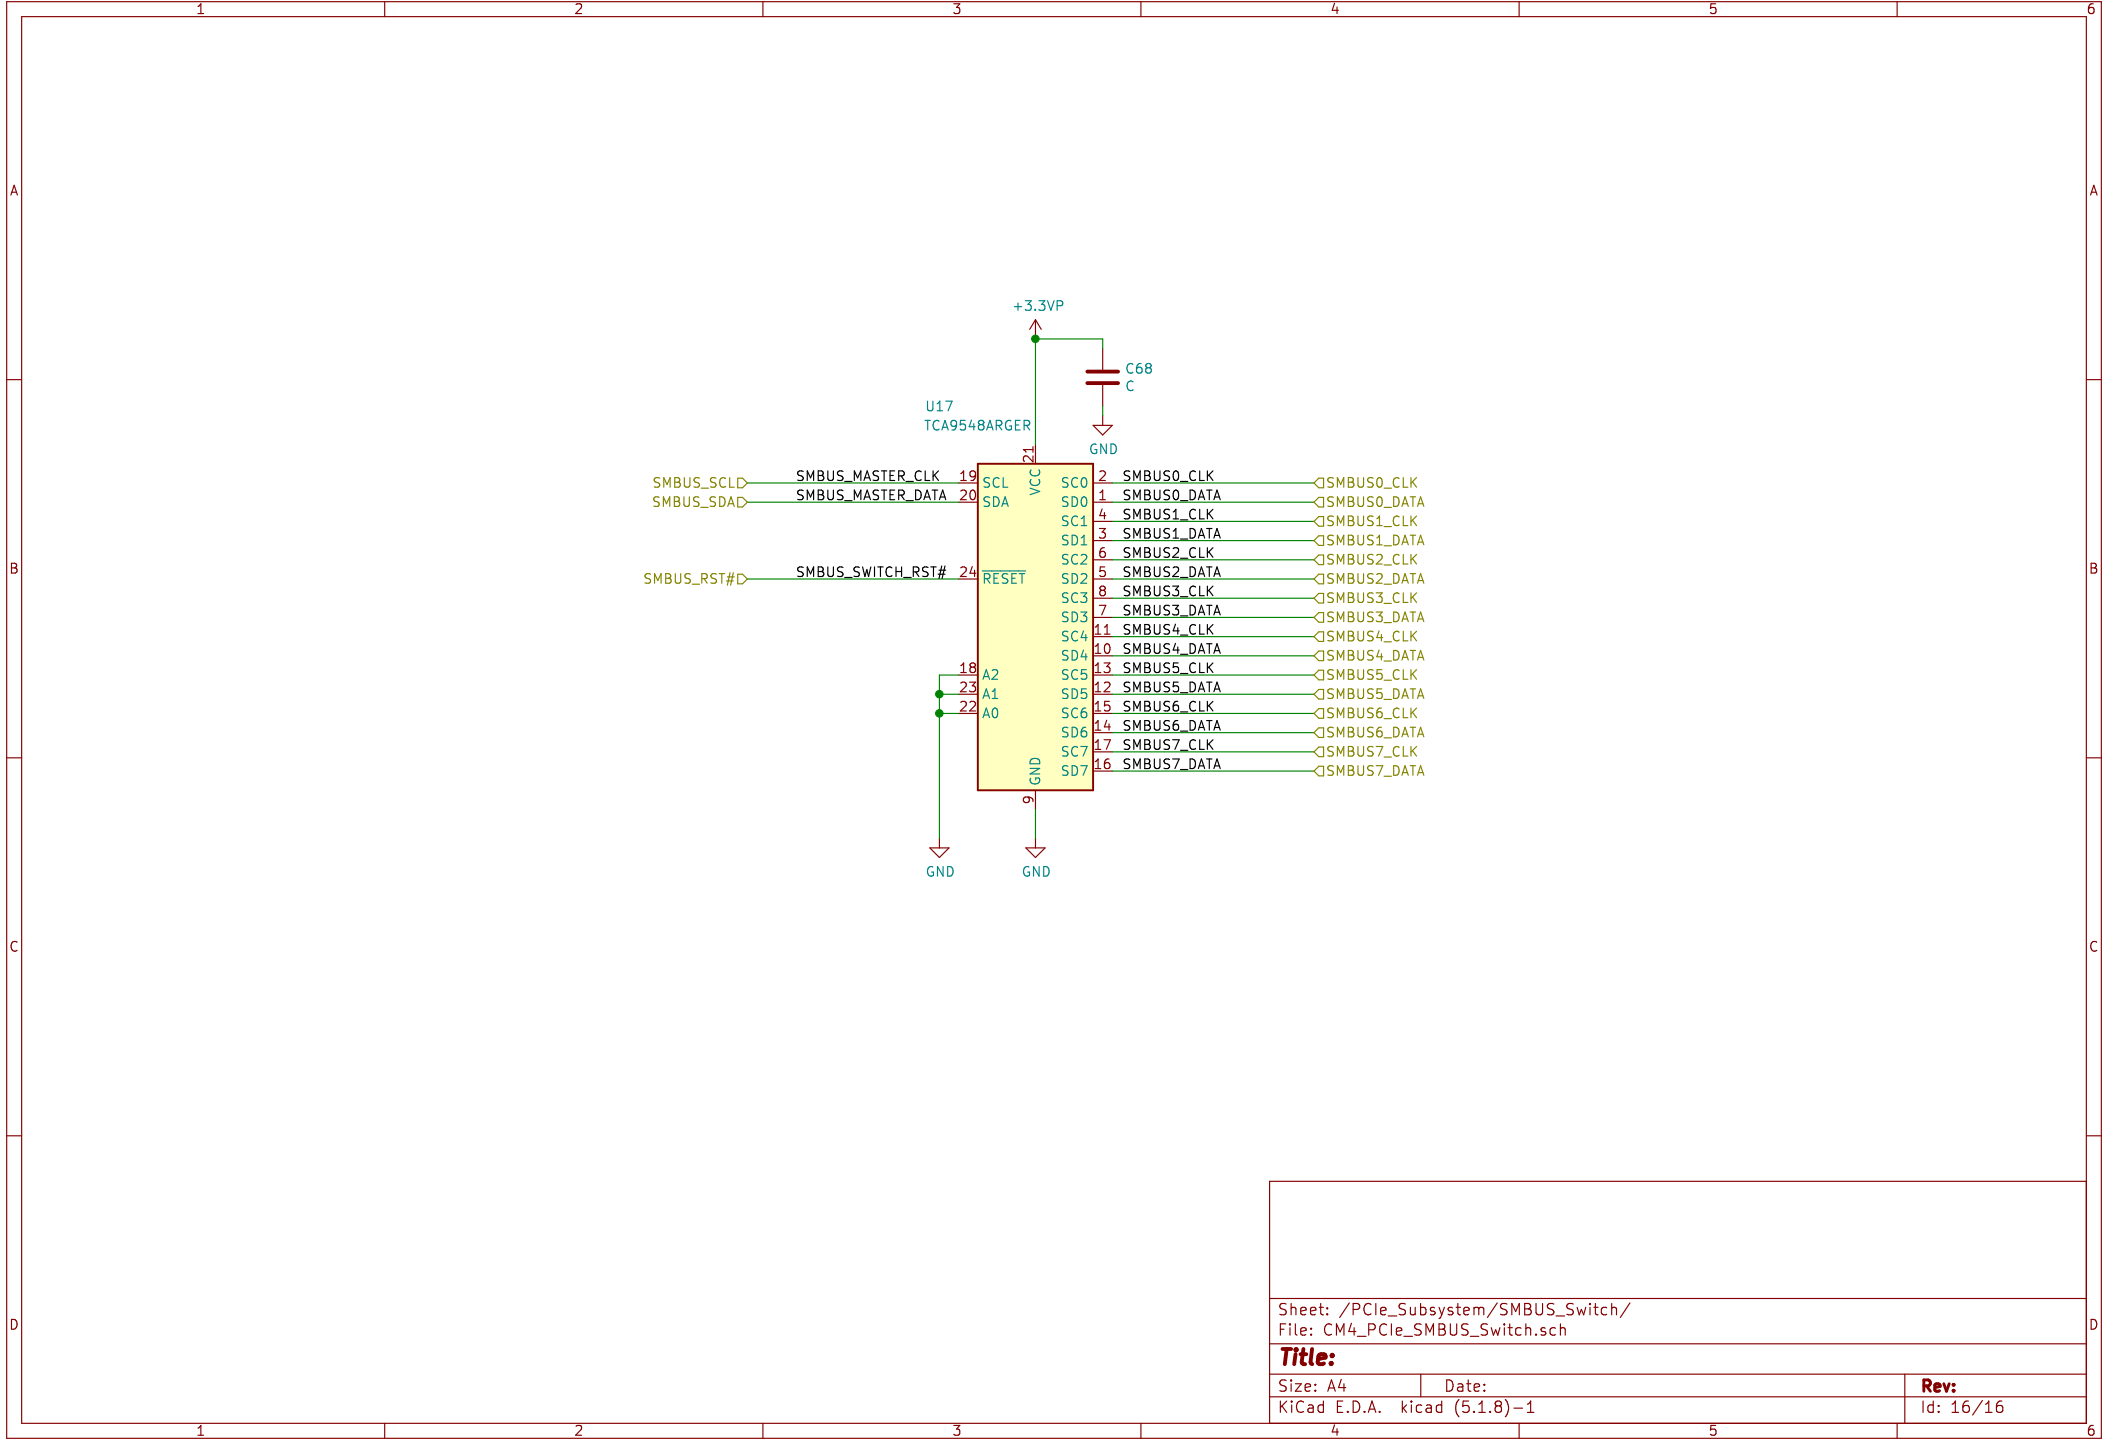 1 2 3 4 5 6
A A
+3.3VP
C68
C
GND
U17
TCA9548ARGER
21
VCC
SMBUS_SCL SMBUS_MASTER_CLK 19 SCL SC0 2 SMBUS0_CLK SMBUS0_CLK
SMBUS_SDA SMBUS_MASTER_DATA 20 SDA SD0 1 SMBUS0_DATA SMBUS0_DATA
SC1 4 SMBUS1_CLK SMBUS1_CLK
SD1 3 SMBUS1_DATA SMBUS1_DATA
SC2 6 SMBUS2_CLK SMBUS2_CLK
B B
SMBUS_RST# SMBUS_SWITCH_RST# 24 RESET SD2 5 SMBUS2_DATA SMBUS2_DATA
SC3 8 SMBUS3_CLK SMBUS3_CLK
SD3 7 SMBUS3_DATA SMBUS3_DATA
SC4 11 SMBUS4_CLK SMBUS4_CLK
SD4 10 SMBUS4_DATA SMBUS4_DATA
18 A2 SC5 13 SMBUS5_CLK SMBUS5_CLK
23 A1 SD5 12 SMBUS5_DATA SMBUS5_DATA
22 A0 SC6 15 SMBUS6_CLK SMBUS6_CLK
SD6 14 SMBUS6_DATA SMBUS6_DATA
SC7 17 SMBUS7_CLK SMBUS7_CLK
GND SD7 16 SMBUS7_DATA SMBUS7_DATA
9
GND GND
C C
Sheet: /PCIe_Subsystem/SMBUS_Switch/
D File: CM4_PCIe_SMBUS_Switch.sch D
Title:
Size: A4 Date: Rev:
KiCad E.D.A. kicad (5.1.8)-1 Id: 16/16
1 2 3 4 5 6